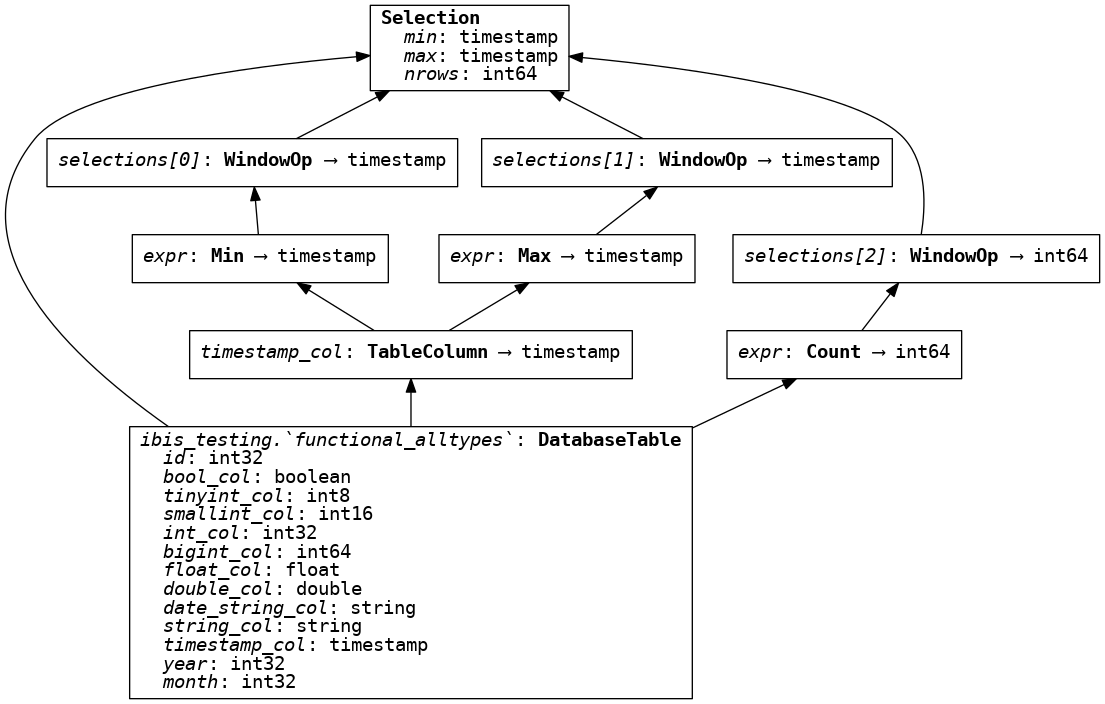 Selection
min: timestamp
max: timestamp
nrows: int64
selections[0]: WindowOp → timestamp
selections[1]: WindowOp → timestamp
expr: Min → timestamp
expr: Max → timestamp
selections[2]: WindowOp → int64
timestamp_col: TableColumn → timestamp
expr: Count → int64
ibis_testing.`functional_alltypes`: DatabaseTable
id: int32
bool_col: boolean
tinyint_col: int8
smallint_col: int16
int_col: int32
bigint_col: int64
float_col: float
double_col: double
date_string_col: string
string_col: string
timestamp_col: timestamp
year: int32
month: int32